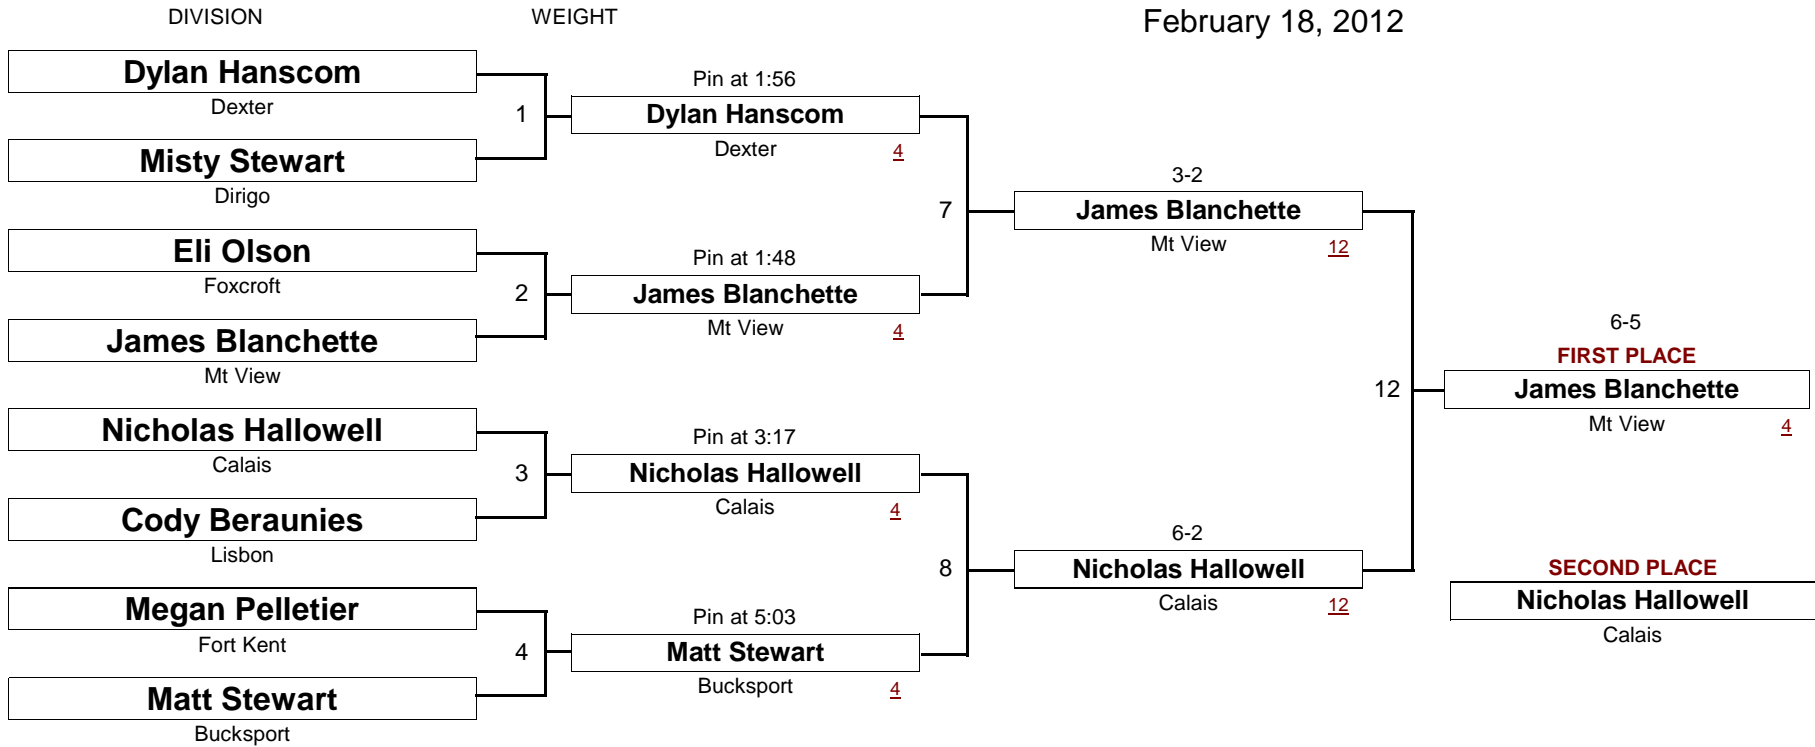 DIVISION WEIGHT February 18, 2012
Dylan Hanscom
Dexter
1
Misty Stewart
Dirigo
Eli Olson
Foxcroft
2
James Blanchette
Mt View
Nicholas Hallowell
Calais
3
Cody Beraunies
Lisbon
Megan Pelletier
Fort Kent
4
Matt Stewart
Bucksport
Pin at 1:56
Dylan Hanscom
Dexter 4
7
Pin at 1:48
James Blanchette
Mt View 4
Pin at 3:17
Nicholas Hallowell
Calais 4
8
Pin at 5:03
Matt Stewart
Bucksport 4
3-2
James Blanchette
Mt View 12
12
6-2
Nicholas Hallowell
Calais 12
6-5
FIRST PLACE
James Blanchette
Mt View 4
SECOND PLACE
Nicholas Hallowell
Calais